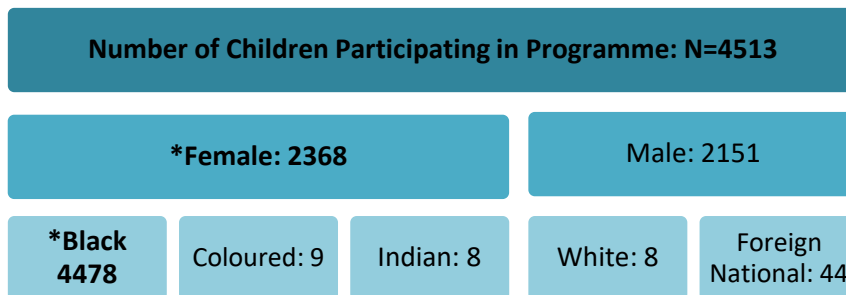 Number of Children Participating in Programme: N=4513
*Female: 2368
Male: 2151
*Black
4478
Coloured: 9
Indian: 8
White: 8
Foreign
National: 44